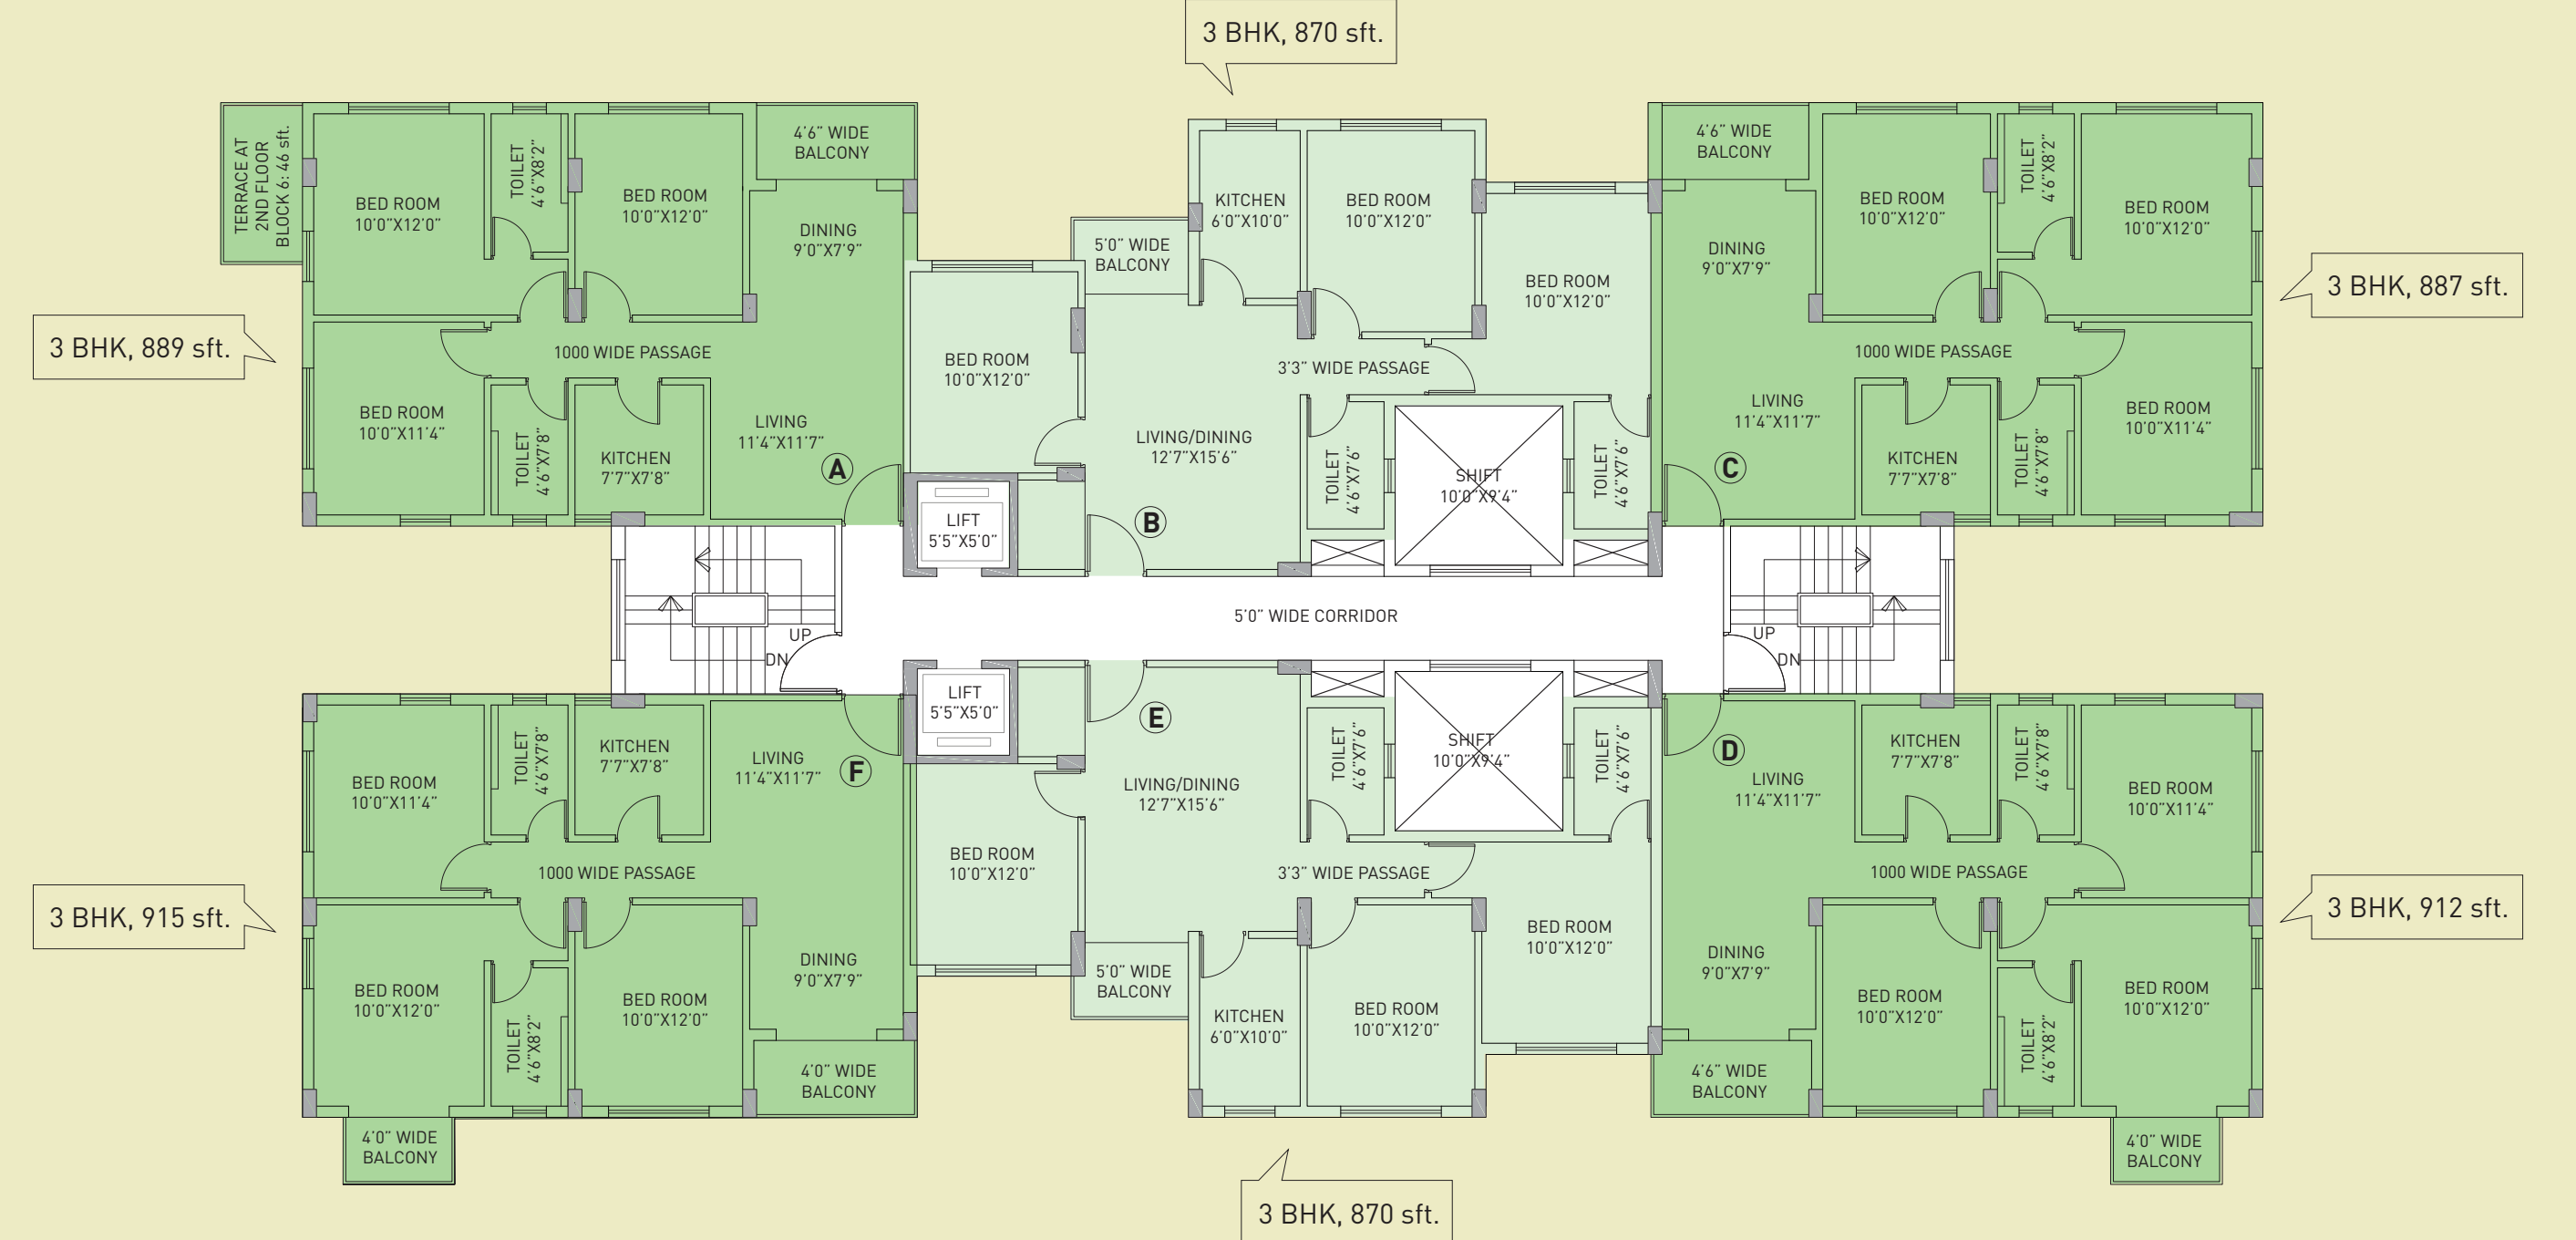 3 BHK, 870 sft.
TERRACE AT
2ND FLOOR
BLOCK 6: 46 sft.
BED ROOM
10'0"X12'0"
TOILET
4'6"X8'2"
BED ROOM
10'0"X12'0"
4'6" WIDE
BALCONY
DINING
9'0"X7'9"
3 BHK, 889 sft.
1000 WIDE PASSAGE
BED ROOM
10'0"X11'4"
TOILET
4'6"X7'8"
KITCHEN
7'7"X7'8"
LIVING
11'4"X11'7"
A
BED ROOM
10'0"X12'0"
5'0" WIDE
BALCONY
KITCHEN
6'0"X10'0"
BED ROOM
10'0"X12'0"
BED ROOM
10'0"X12'0"
3'3" WIDE PASSAGE
LIVING/DINING
12'7"X15'6"
B
TOILET
4'6"X7'6"
SHIFT
10'0"X9'4"
TOILET
4'6"X7'6"
LIFT
5'5"X5'0"
4'6" WIDE
BALCONY
DINING
9'0"X7'9"
BED ROOM
10'0"X12'0"
TOILET
4'6"X8'2"
BED ROOM
10'0"X12'0"
3 BHK, 887 sft.
1000 WIDE PASSAGE
LIVING
11'4"X11'7"
C
KITCHEN
7'7"X7'8"
TOILET
4'6"X7'8"
BED ROOM
10'0"X11'4"
UP
DN
5'0" WIDE CORRIDOR
UP
DN
BED ROOM
10'0"X11'4"
TOILET
4'6"X7'8"
KITCHEN
7'7"X7'8"
LIVING
11'4"X11'7"
F
1000 WIDE PASSAGE
3 BHK, 915 sft.
BED ROOM
10'0"X12'0"
TOILET
4'6"X8'2"
BED ROOM
10'0"X12'0"
DINING
9'0"X7'9"
4'0" WIDE
BALCONY
4'0" WIDE
BALCONY
LIFT
5'5"X5'0"
E
LIVING/DINING
12'7"X15'6"
TOILET
4'6"X7'6"
SHIFT
10'0"X9'4"
TOILET
4'6"X7'6"
BED ROOM
10'0"X12'0"
3'3" WIDE PASSAGE
5'0" WIDE
BALCONY
KITCHEN
6'0"X10'0"
BED ROOM
10'0"X12'0"
BED ROOM
10'0"X12'0"
D
LIVING
11'4"X11'7"
KITCHEN
7'7"X7'8"
TOILET
4'6"X7'8"
BED ROOM
10'0"X11'4"
1000 WIDE PASSAGE
3 BHK, 912 sft.
DINING
9'0"X7'9"
BED ROOM
10'0"X12'0"
TOILET
4'6"X8'2"
BED ROOM
10'0"X12'0"
4'6" WIDE
BALCONY
4'0" WIDE
BALCONY
3 BHK, 870 sft.